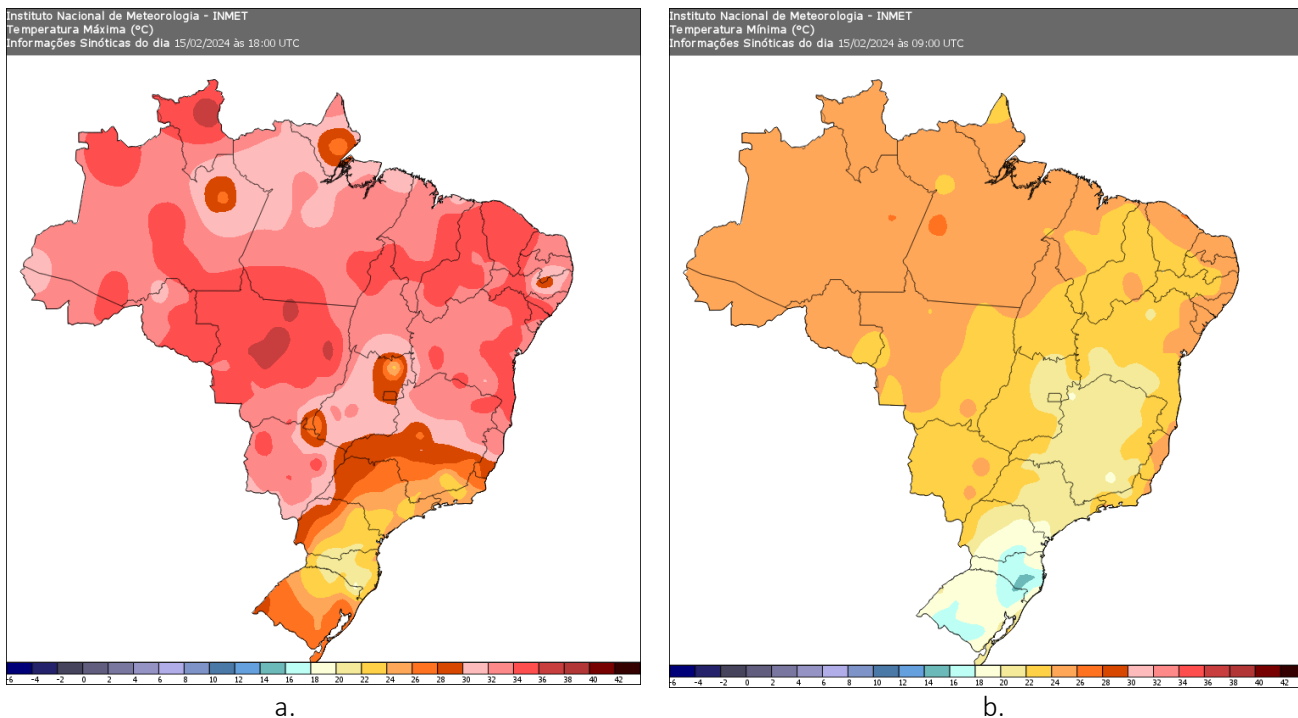 Instituto Nacional de Meteorologia - INMET
Temperatura Máxima (°C)
Informações Sinóticas do dia 15/02/2024 às 18:00 UTC
-6 -4 -2 0 2 4 6 8 10 12 14 16 18 20 22 24 26 28 30 32 34 36 38 40 42
a.
Instituto Nacional de Meteorologia - INMET
Temperatura Mínima (°C)
Informações Sinóticas do dia 15/02/2024 às 09:00 UTC
-6 -4 -2 0 2 4 6 8 10 12 14 16 18 20 22 24 26 28 30 32 34 36 38 40 42
b.